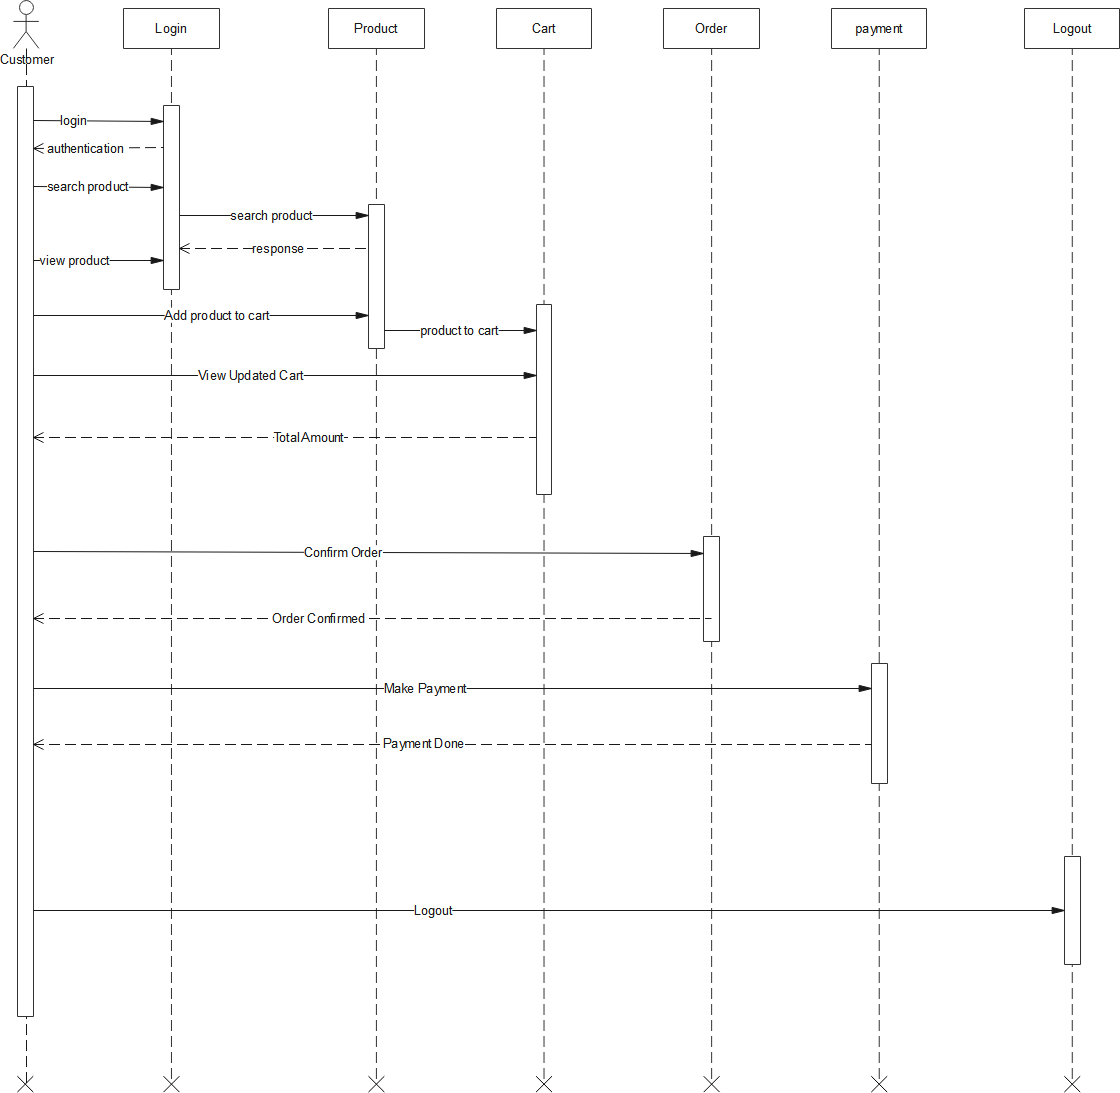 Login
Product
Cart
Order
payment
Logout
Customer
login
authentication
search product
search product
response
view product
Add product to cart
product to cart
View Updated Cart
Total Amount
Confirm Order
Order Confirmed
Make Payment
Payment Done
Logout